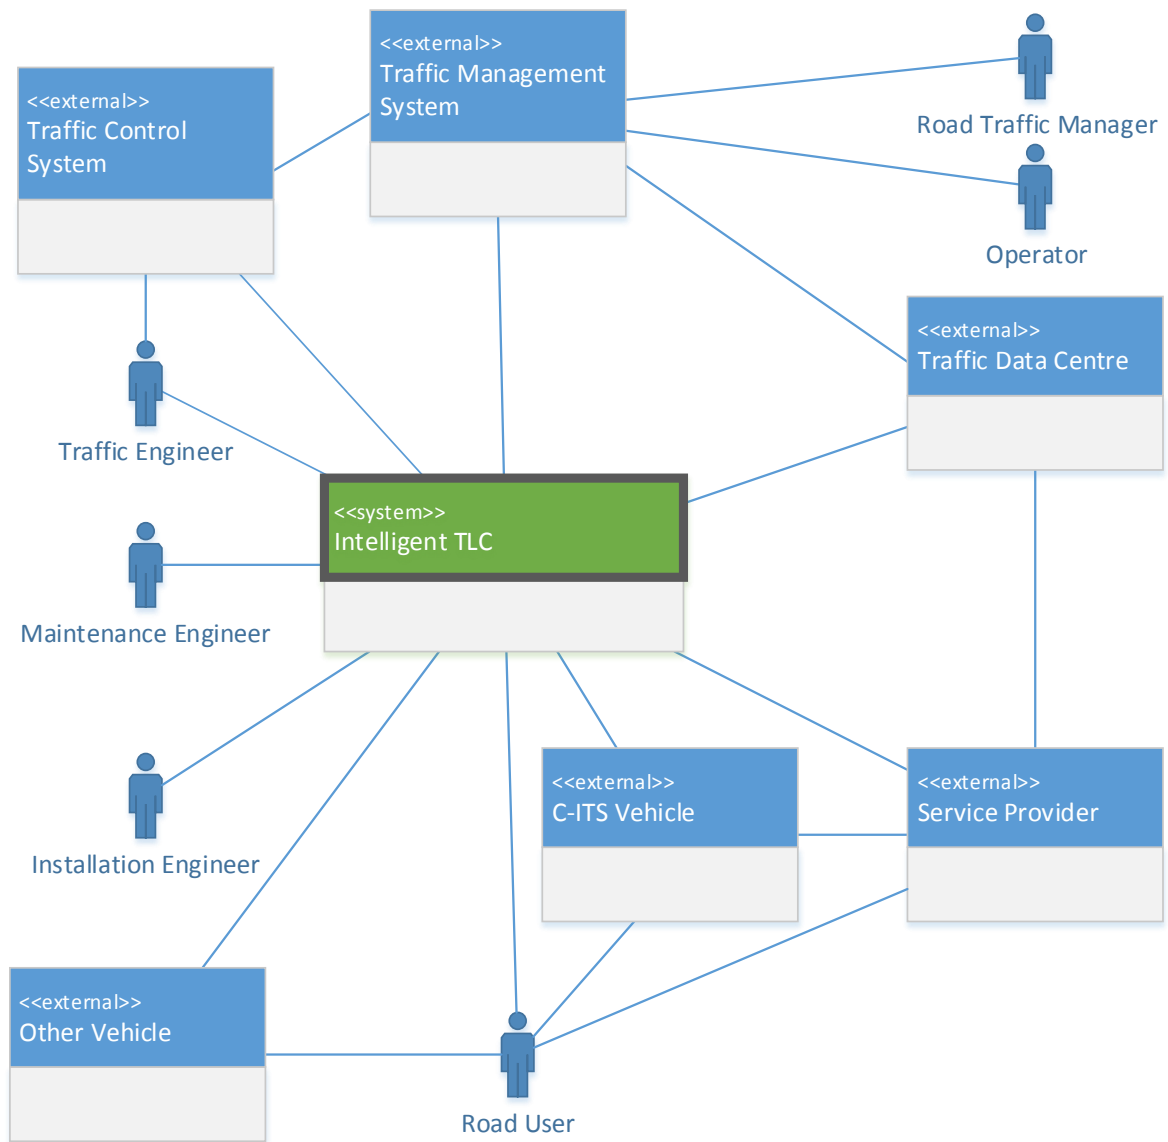 <<external>>
Traffic Management
System
<<external>>
Traffic Control
System
Road Traffic Manager
Operator
<<external>>
Traffic Data Centre
Traffic Engineer
<<system>>
Intelligent TLC
Maintenance Engineer
<<external>>
C-ITS Vehicle
<<external>>
Service Provider
Installation Engineer
<<external>>
Other Vehicle
Road User